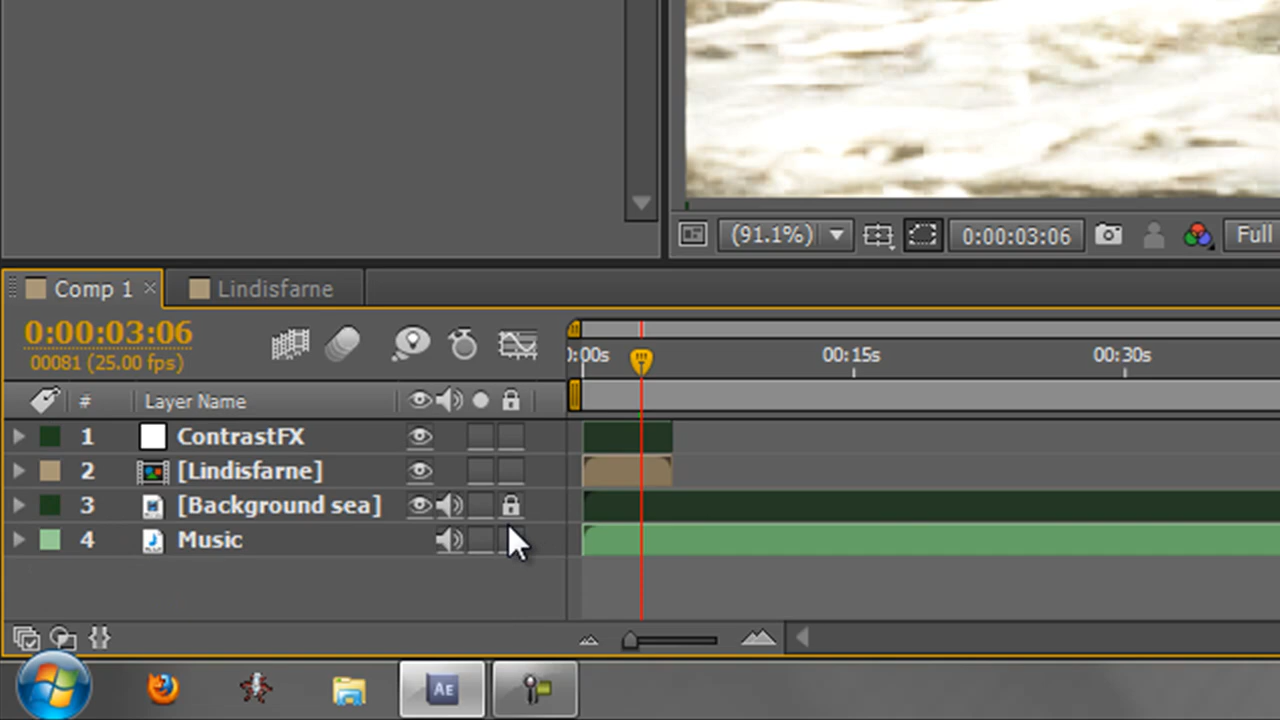 (91.1%) 0:00:03:06 Full
Comp 1 × Lindisfarne
0:00:03:06
00081 (25.00 fps)
0:00s 00:15s 00:30s
# Layer Name
1 ContrastFX
2 [Lindisfarne]
3 [Background sea]
4 Music
AE